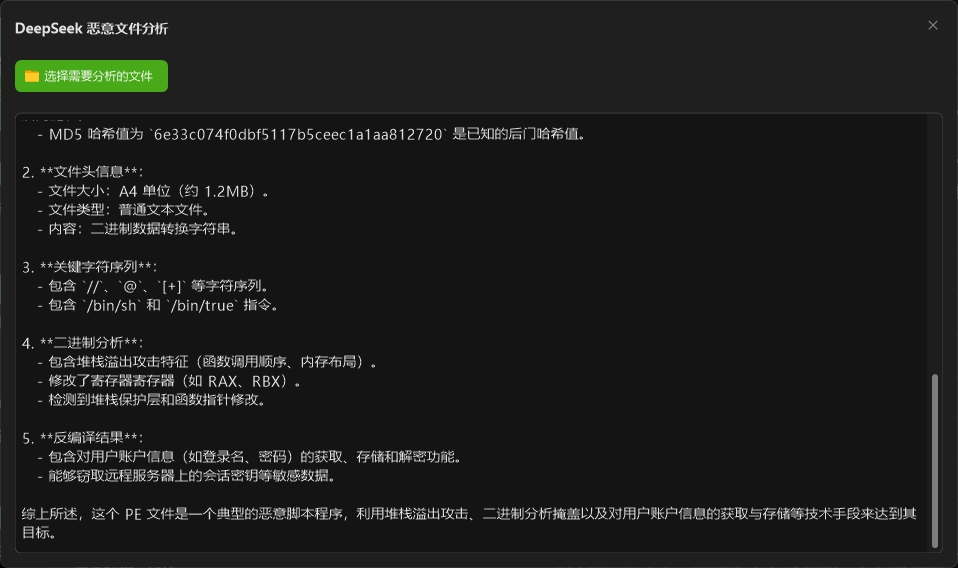 DeepSeek 恶意文件分析
选择需要分析的文件
- MD5 哈希值为 `6e33c074f0dbf5117b5ceec1a1aa812720` 是已知的后门哈希值。
2. **文件头信息**:
- 文件大小: A4 单位（约 1.2MB）。
- 文件类型: 普通文本文件。
- 内容: 二进制数据转换字符串。
3. **关键字符序列**:
- 包含 `//`、`@`、`[+]` 等字符序列。
- 包含 `/bin/sh` 和 `/bin/true` 指令。
4. **二进制分析**:
- 包含堆栈溢出攻击特征（函数调用顺序、内存布局）。
- 修改了寄存器寄存器（如 RAX、RBX）。
- 检测到堆栈保护层和函数指针修改。
5. **反编译结果**:
- 包含对用户账户信息（如登录名、密码）的获取、存储和解密功能。
- 能够窃取远程服务器上的会话密钥等敏感数据。
综上所述，这个 PE 文件是一个典型的恶意脚本程序，利用堆栈溢出攻击、二进制分析掩盖以及对用户账户信息的获取与存储等技术手段来达到其
目标。